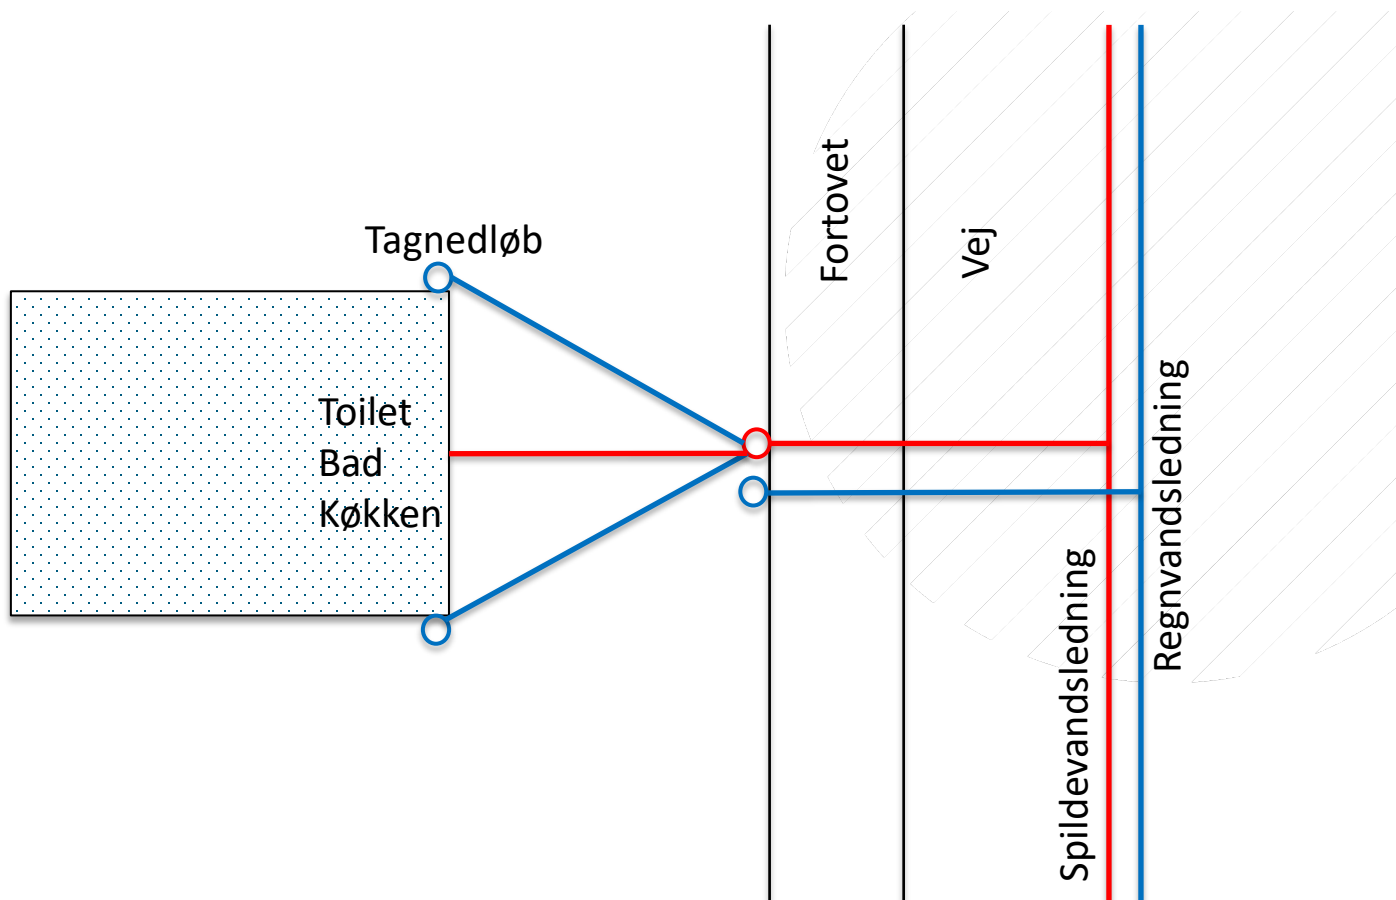 Tagnedløb
Toilet
Bad
Køkken
Fortovet
Vej
Spildevandsledning
Regnvandsledning